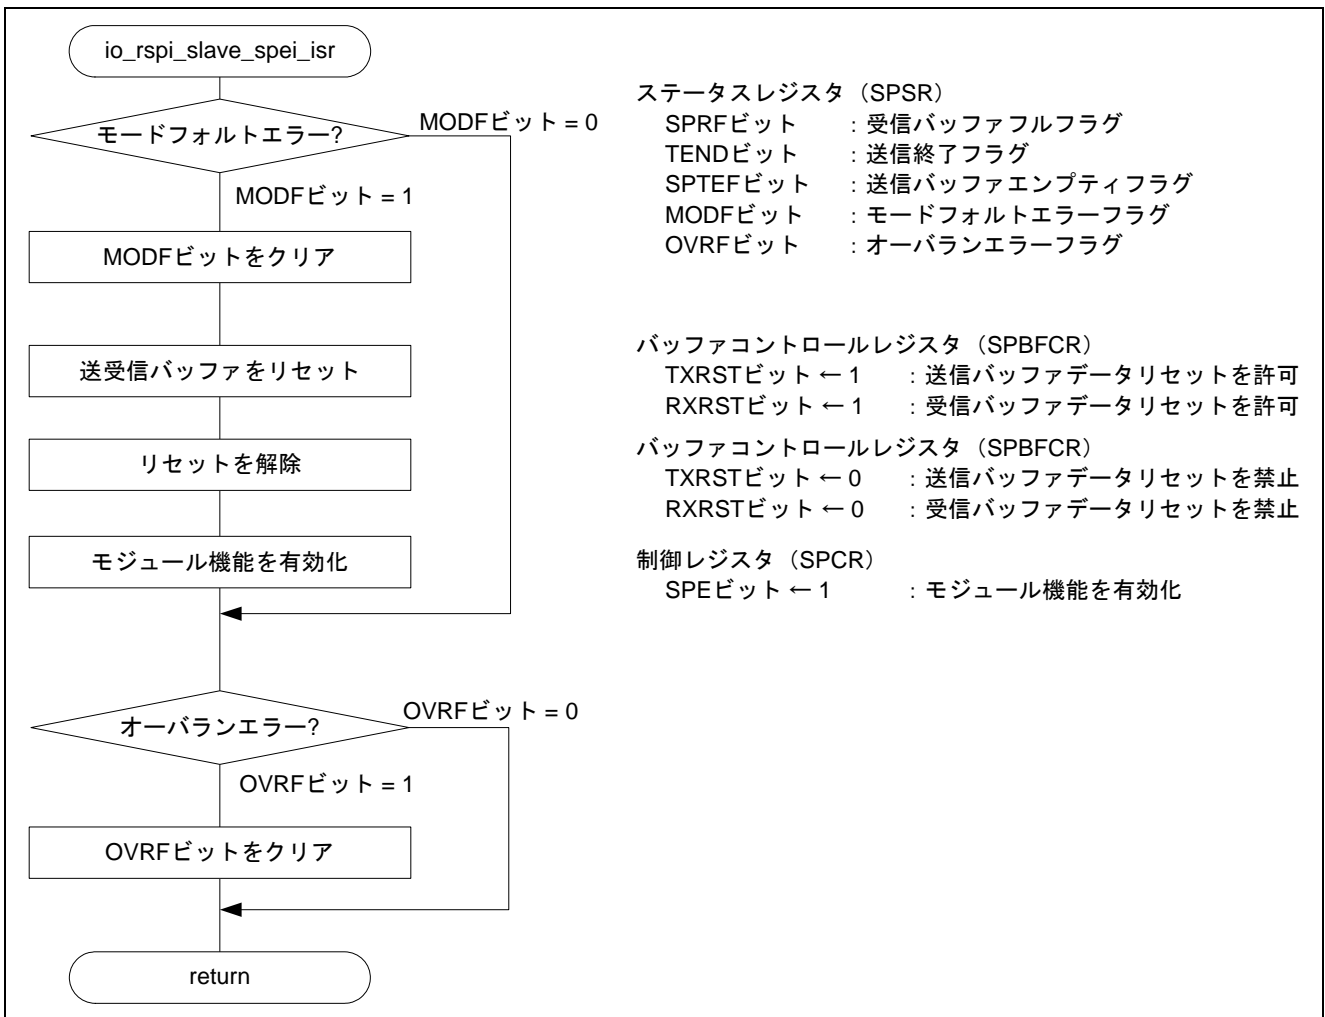 io_rspi_slave_spei_isr
モードフォルトエラー?
MODFビット = 0
MODFビット = 1
MODFビットをクリア
送受信バッファをリセット
リセットを解除
モジュール機能を有効化
オーバランエラー?
OVRFビット = 0
OVRFビット = 1
OVRFビットをクリア
return
ステータスレジスタ（SPSR）
SPRFビット ：受信バッファフルフラグ
TENDビット ：送信終了フラグ
SPTEFビット ：送信バッファエンプティフラグ
MODFビット ：モードフォルトエラーフラグ
OVRFビット ：オーバランエラーフラグ
バッファコントロールレジスタ（SPBFCR）
TXRSTビット ← 1 ：送信バッファデータリセットを許可
RXRSTビット ← 1 ：受信バッファデータリセットを許可
バッファコントロールレジスタ（SPBFCR）
TXRSTビット ← 0 ：送信バッファデータリセットを禁止
RXRSTビット ← 0 ：受信バッファデータリセットを禁止
制御レジスタ（SPCR）
SPEビット ← 1 ：モジュール機能を有効化